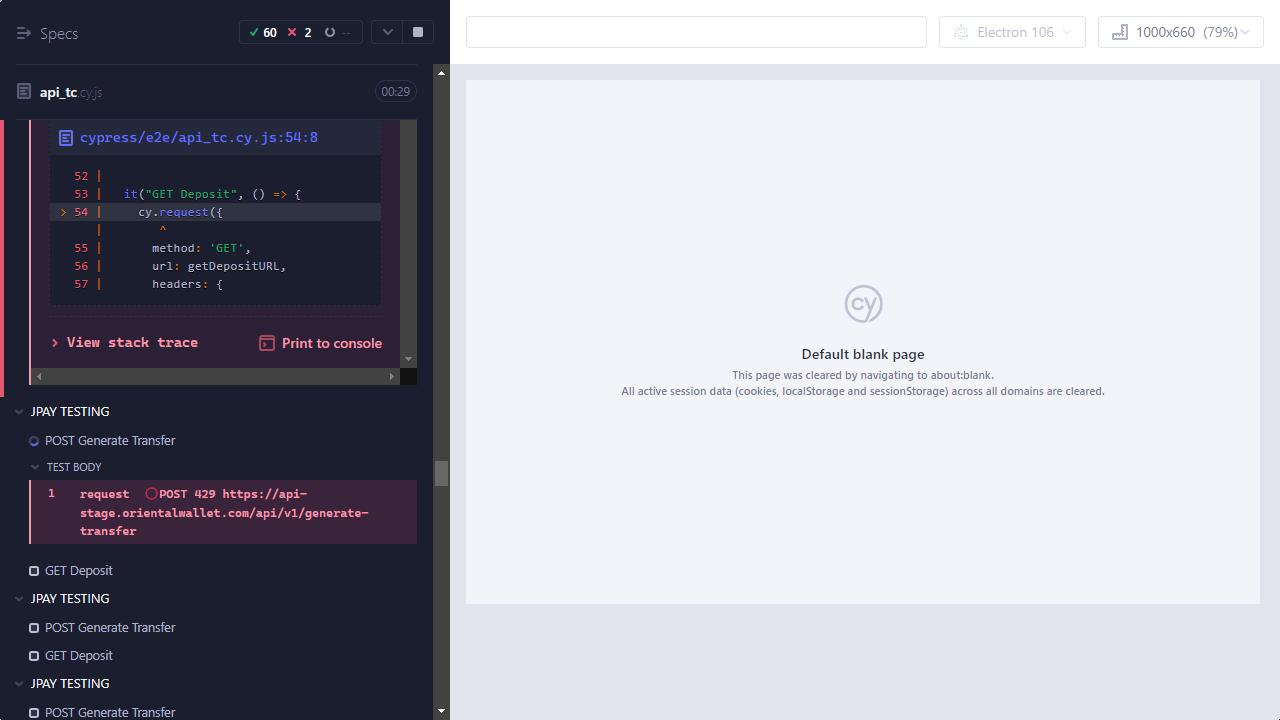 Specs
60 2 --
Electron 106
1000x660 (79%)
api_tc.cy.js
00:29
cypress/e2e/api_tc.cy.js:54:8
52 |
53 | it("GET Deposit", () => {
> 54 | cy.request({
| ^
55 | method: 'GET',
56 | url: getDepositURL,
57 | headers: {
> View stack trace
Print to console
JPAY TESTING
POST Generate Transfer
TEST BODY
1 request POST 429 https://api-
stage.orientalwallet.com/api/v1/generate-
transfer
GET Deposit
JPAY TESTING
POST Generate Transfer
GET Deposit
JPAY TESTING
POST Generate Transfer
cy
Default blank page
This page was cleared by navigating to about:blank.
All active session data (cookies, localStorage and sessionStorage) across all domains are cleared.